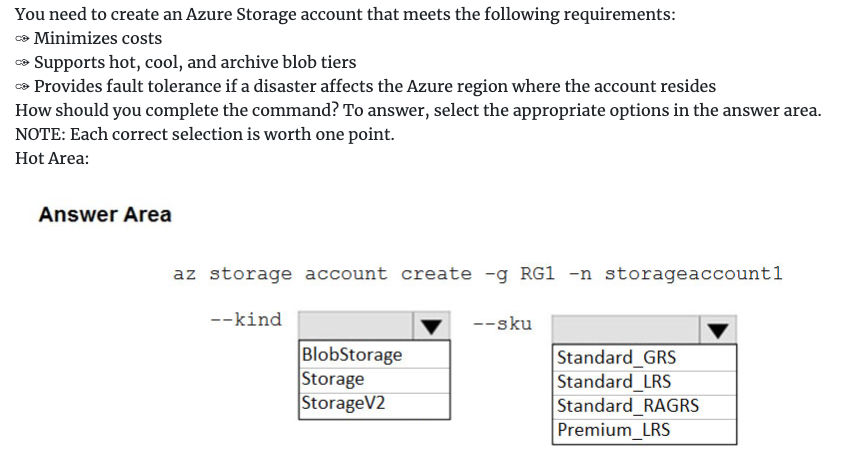 You need to create an Azure Storage account that meets the following requirements:
✑ Minimizes costs
✑ Supports hot, cool, and archive blob tiers
✑ Provides fault tolerance if a disaster affects the Azure region where the account resides
How should you complete the command? To answer, select the appropriate options in the answer area.
NOTE: Each correct selection is worth one point.
Hot Area:
Answer Area
az storage account create -g RG1 -n storageaccount1
--kind
BlobStorage
Storage
StorageV2
--sku
Standard_GRS
Standard_LRS
Standard_RAGRS
Premium_LRS